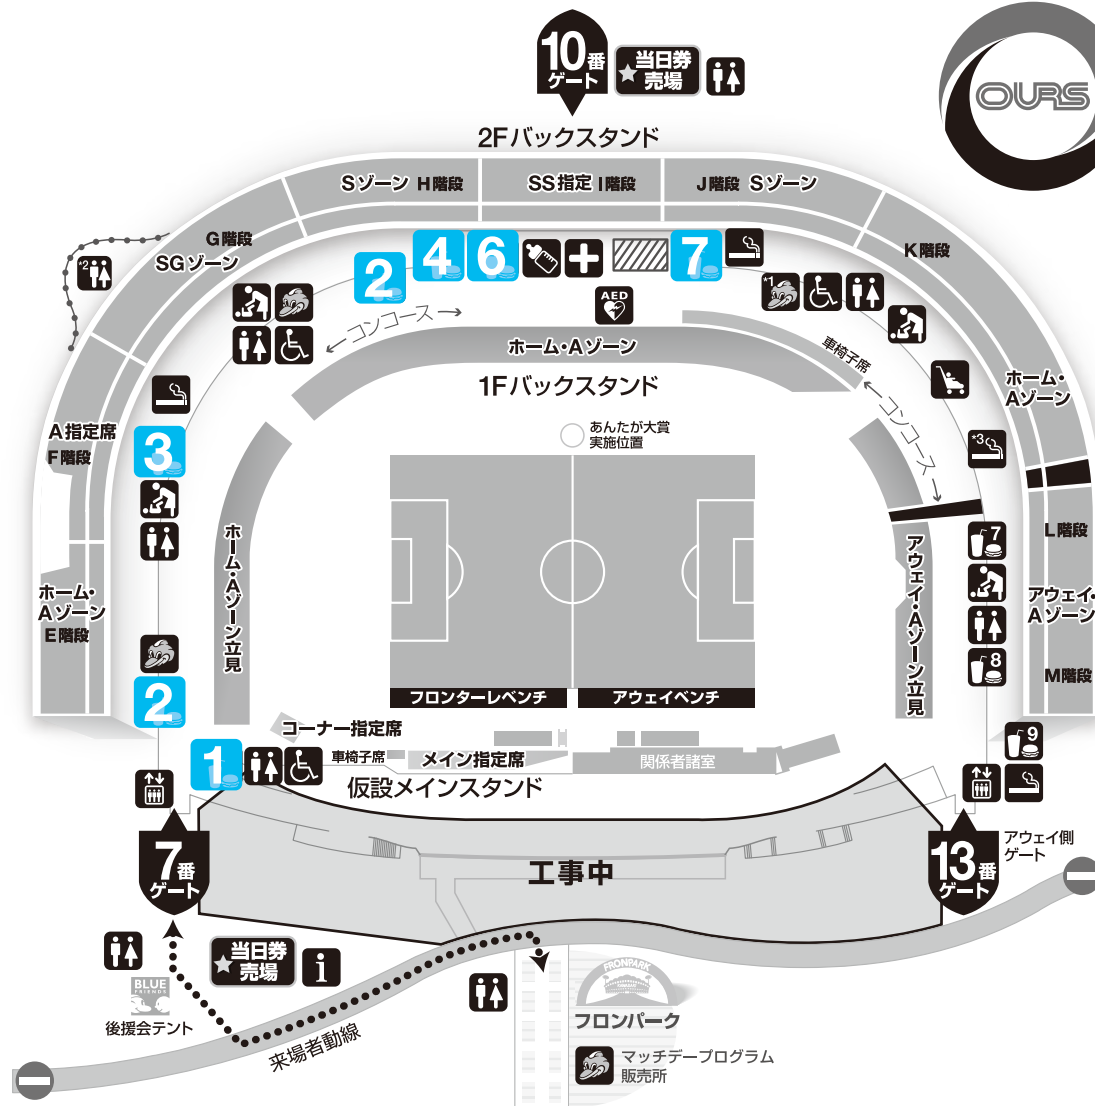 10番
ゲート
当日券
売場
OURS
2Fバックスタンド
Sゾーン H階段
SS指定 I階段
J階段 Sゾーン
G階段
SGゾーン
K階段
*2
2
4
6
7
*1
AED
←コンコース→
ホーム・Aゾーン
車椅子席
1Fバックスタンド
ホーム・
Aゾーン
←コンコース→
A指定席
F階段
3
あんたが大賞
実施位置
*3
7
L階段
ホーム・Aゾーン立見
アウェイ・Aゾーン立見
ホーム・
Aゾーン
E階段
アウェイ・
Aゾーン
8
M階段
2
フロンターレベンチ
アウェイベンチ
コーナー指定席
9
1
車椅子席
メイン指定席
関係者諸室
仮設メインスタンド
7番
ゲート
工事中
13番
ゲート
アウェイ側
ゲート
当日券
売場
i
BLUE
FRIENDS
後援会テント
来場者動線
FRONPARK
フロンパーク
マッチデープログラム
販売所